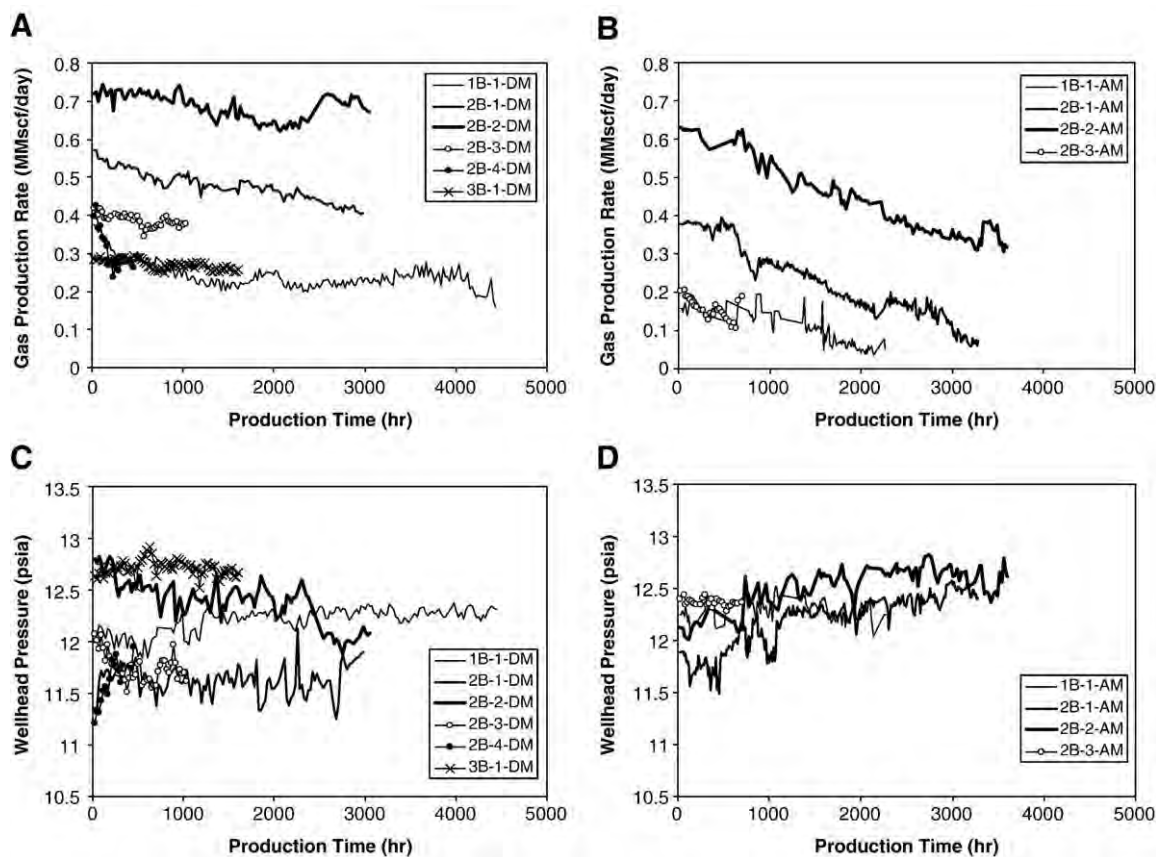 A
Gas Production Rate (MMscf/day)
0.8
0.7
0.6
0.5
0.4
0.3
0.2
0.1
0
0 1000 2000 3000 4000 5000
Production Time (hr)
1B-1-DM
2B-1-DM
2B-2-DM
2B-3-DM
2B-4-DM
3B-1-DM
B
Gas Production Rate (MMscf/day)
0.8
0.7
0.6
0.5
0.4
0.3
0.2
0.1
0
0 1000 2000 3000 4000 5000
Production Time (hr)
1B-1-AM
2B-1-AM
2B-2-AM
2B-3-AM
C
Wellhead Pressure (psia)
13.5
13
12.5
12
11.5
11
10.5
0 1000 2000 3000 4000 5000
Production Time (hr)
1B-1-DM
2B-1-DM
2B-2-DM
2B-3-DM
2B-4-DM
3B-1-DM
D
Wellhead Pressure (psia)
13.5
13
12.5
12
11.5
11
10.5
0 1000 2000 3000 4000 5000
Production Time (hr)
1B-1-AM
2B-1-AM
2B-2-AM
2B-3-AM